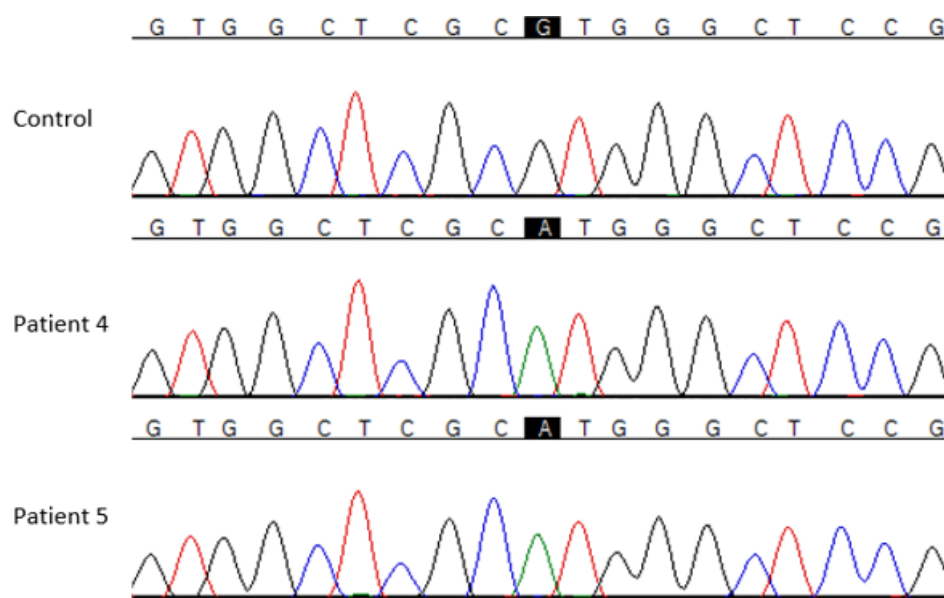 G T G G C T C G C G T G G G C T C C G
Control
G T G G C T C G C A T G G G C T C C G
Patient 4
G T G G C T C G C A T G G G C T C C G
Patient 5